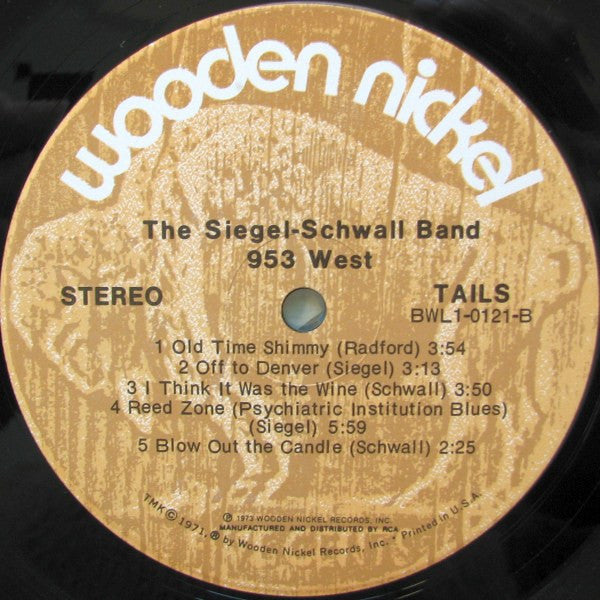 wooden nickel
The Siegel-Schwall Band
953 West
STEREO
TAILS
BWL1-0121-B
1 Old Time Shimmy (Radford) 3:54
2 Off to Denver (Siegel) 3:13
3 I Think It Was the Wine (Schwall) 3:50
4 Reed Zone (Psychiatric Institution Blues)
(Siegel) 5:59
5 Blow Out the Candle (Schwall) 2:25
℗ 1973 WOODEN NICKEL RECORDS, INC.
MANUFACTURED AND DISTRIBUTED BY RCA
TMK © 1971, ® by Wooden Nickel Records, Inc. • Printed in U.S.A.